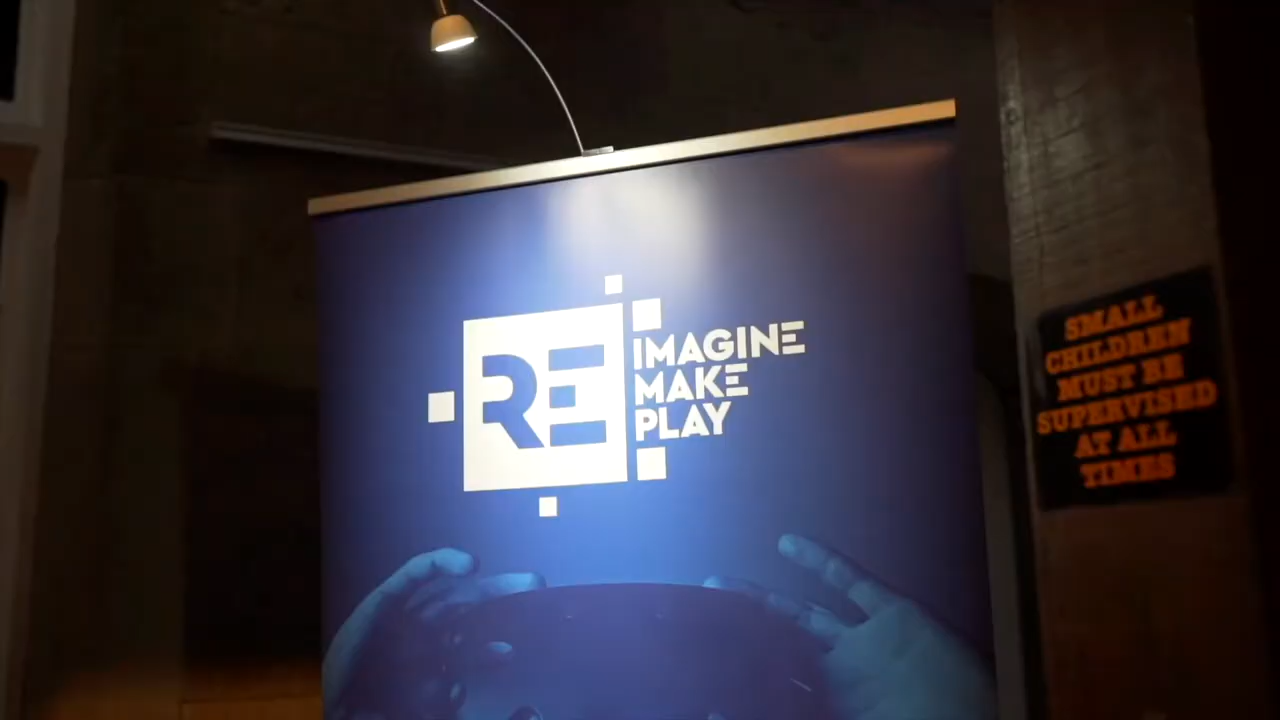 RE
IMAGINE
MAKE
PLAY
SMALL
CHILDREN
MUST BE
SUPERVISED
AT ALL
TIMES